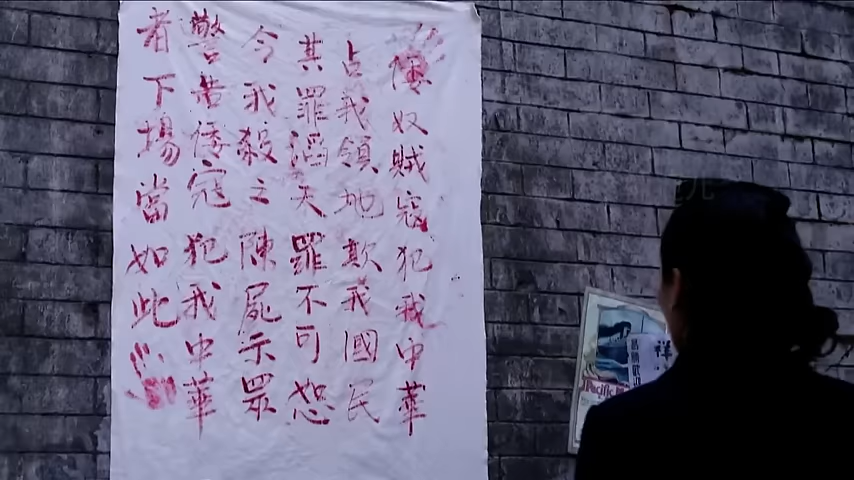 倭奴賊寇犯我中華
占我領地欺我國民
其罪滔天罪不可恕
今我殺之陳屍示眾
警告倭寇犯我中華
者下場當如此
Pacific
祥